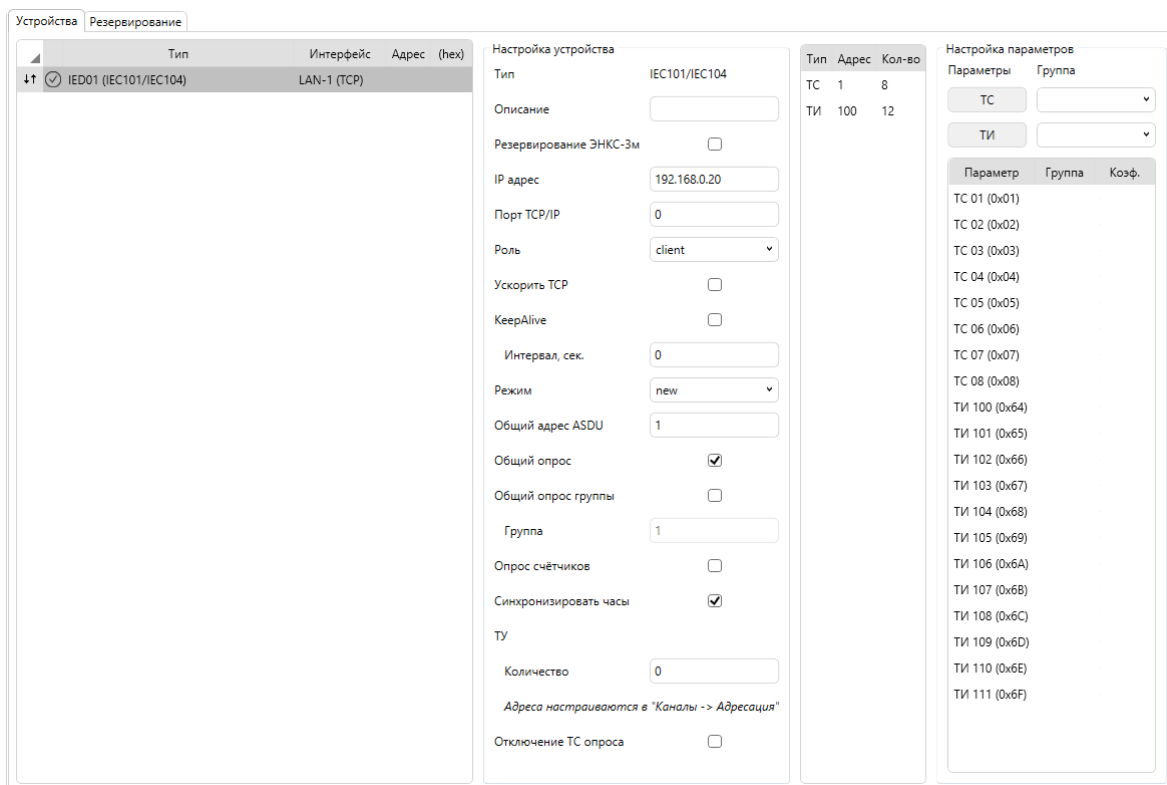 Устройства Резервирование
Тип Интерфейс Адрес (hex)
IED01 (IEC101/IEC104) LAN-1 (TCP)
Настройка устройства
Тип IEC101/IEC104
Описание
Резервирование ЭНКС-3м
IP адрес 192.168.0.20
Порт TCP/IP 0
Роль client
Ускорить TCP
KeepAlive
Интервал, сек. 0
Режим new
Общий адрес ASDU 1
Общий опрос
Общий опрос группы
Группа 1
Опрос счётчиков
Синхронизировать часы
ТУ
Количество 0
Адреса настраиваются в "Каналы -> Адресация"
Отключение ТС опроса
Тип Адрес Кол-во
ТС 1 8
ТИ 100 12
Настройка параметров
Параметры Группа
ТС
ТИ
Параметр Группа Коэф.
ТС 01 (0x01)
ТС 02 (0x02)
ТС 03 (0x03)
ТС 04 (0x04)
ТС 05 (0x05)
ТС 06 (0x06)
ТС 07 (0x07)
ТС 08 (0x08)
ТИ 100 (0x64)
ТИ 101 (0x65)
ТИ 102 (0x66)
ТИ 103 (0x67)
ТИ 104 (0x68)
ТИ 105 (0x69)
ТИ 106 (0x6A)
ТИ 107 (0x6B)
ТИ 108 (0x6C)
ТИ 109 (0x6D)
ТИ 110 (0x6E)
ТИ 111 (0x6F)